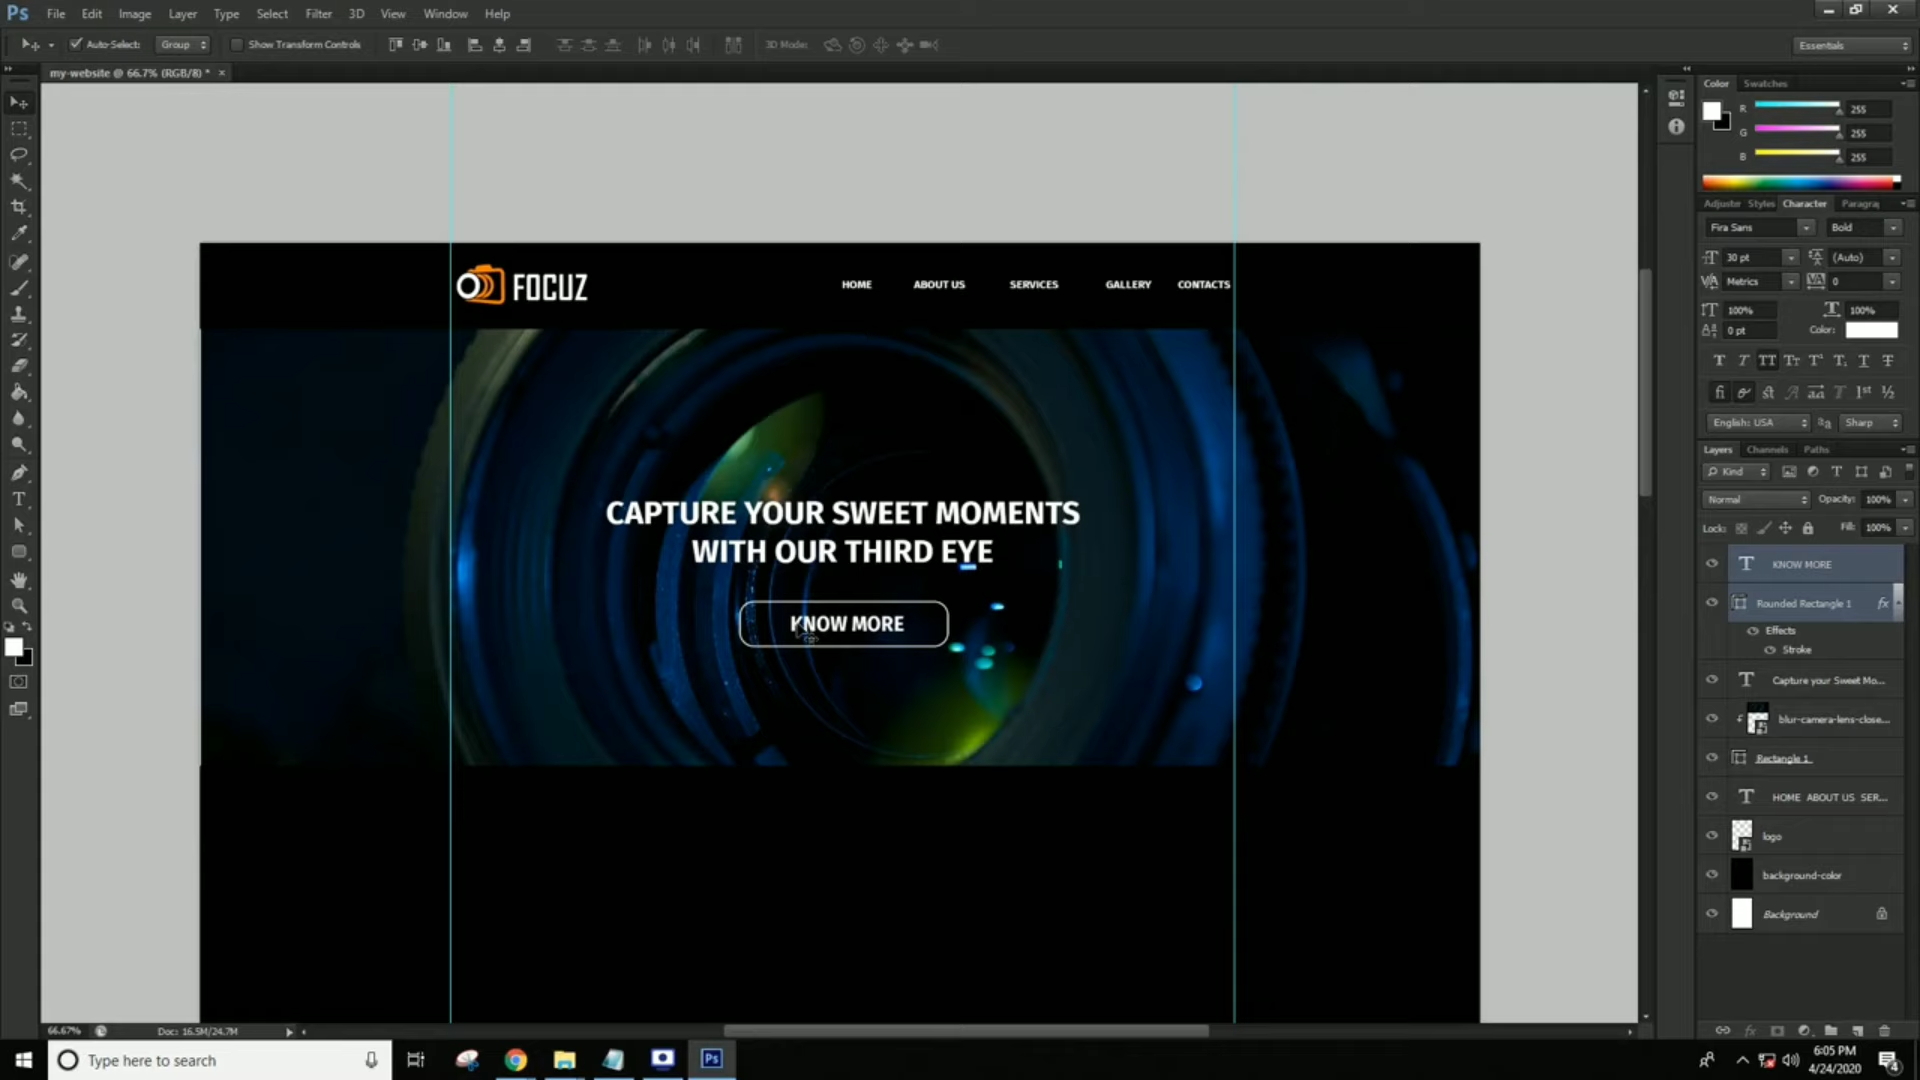 Ps File Edit Image Layer Type Select Filter 3D View Window Help
Auto-Select: Group Show Transform Controls 3D Mode: Essentials
my-website @ 66.7% (RGB/8) * ×
Color Swatches
R 255
G 255
B 255
Adjustm Styles Character Paragraph
Fira Sans Bold
30 pt (Auto)
Metrics 0
100% 100%
0 pt Color:
English: USA Sharp
Layers Channels Paths
Kind
Normal Opacity: 100%
Lock: Fill: 100%
KNOW MORE
Rounded Rectangle 1 fx
Effects
Stroke
Capture your Sweet Mo...
blur-camera-lens-close...
Rectangle 1
HOME ABOUT US SER...
logo
background-color
Background
FOCUZ
HOME ABOUT US SERVICES GALLERY CONTACTS
CAPTURE YOUR SWEET MOMENTS
WITH OUR THIRD EYE
KNOW MORE
66.67% Doc: 16.5M/24.7M
Type here to search
Ps
6:05 PM
4/24/2020
4